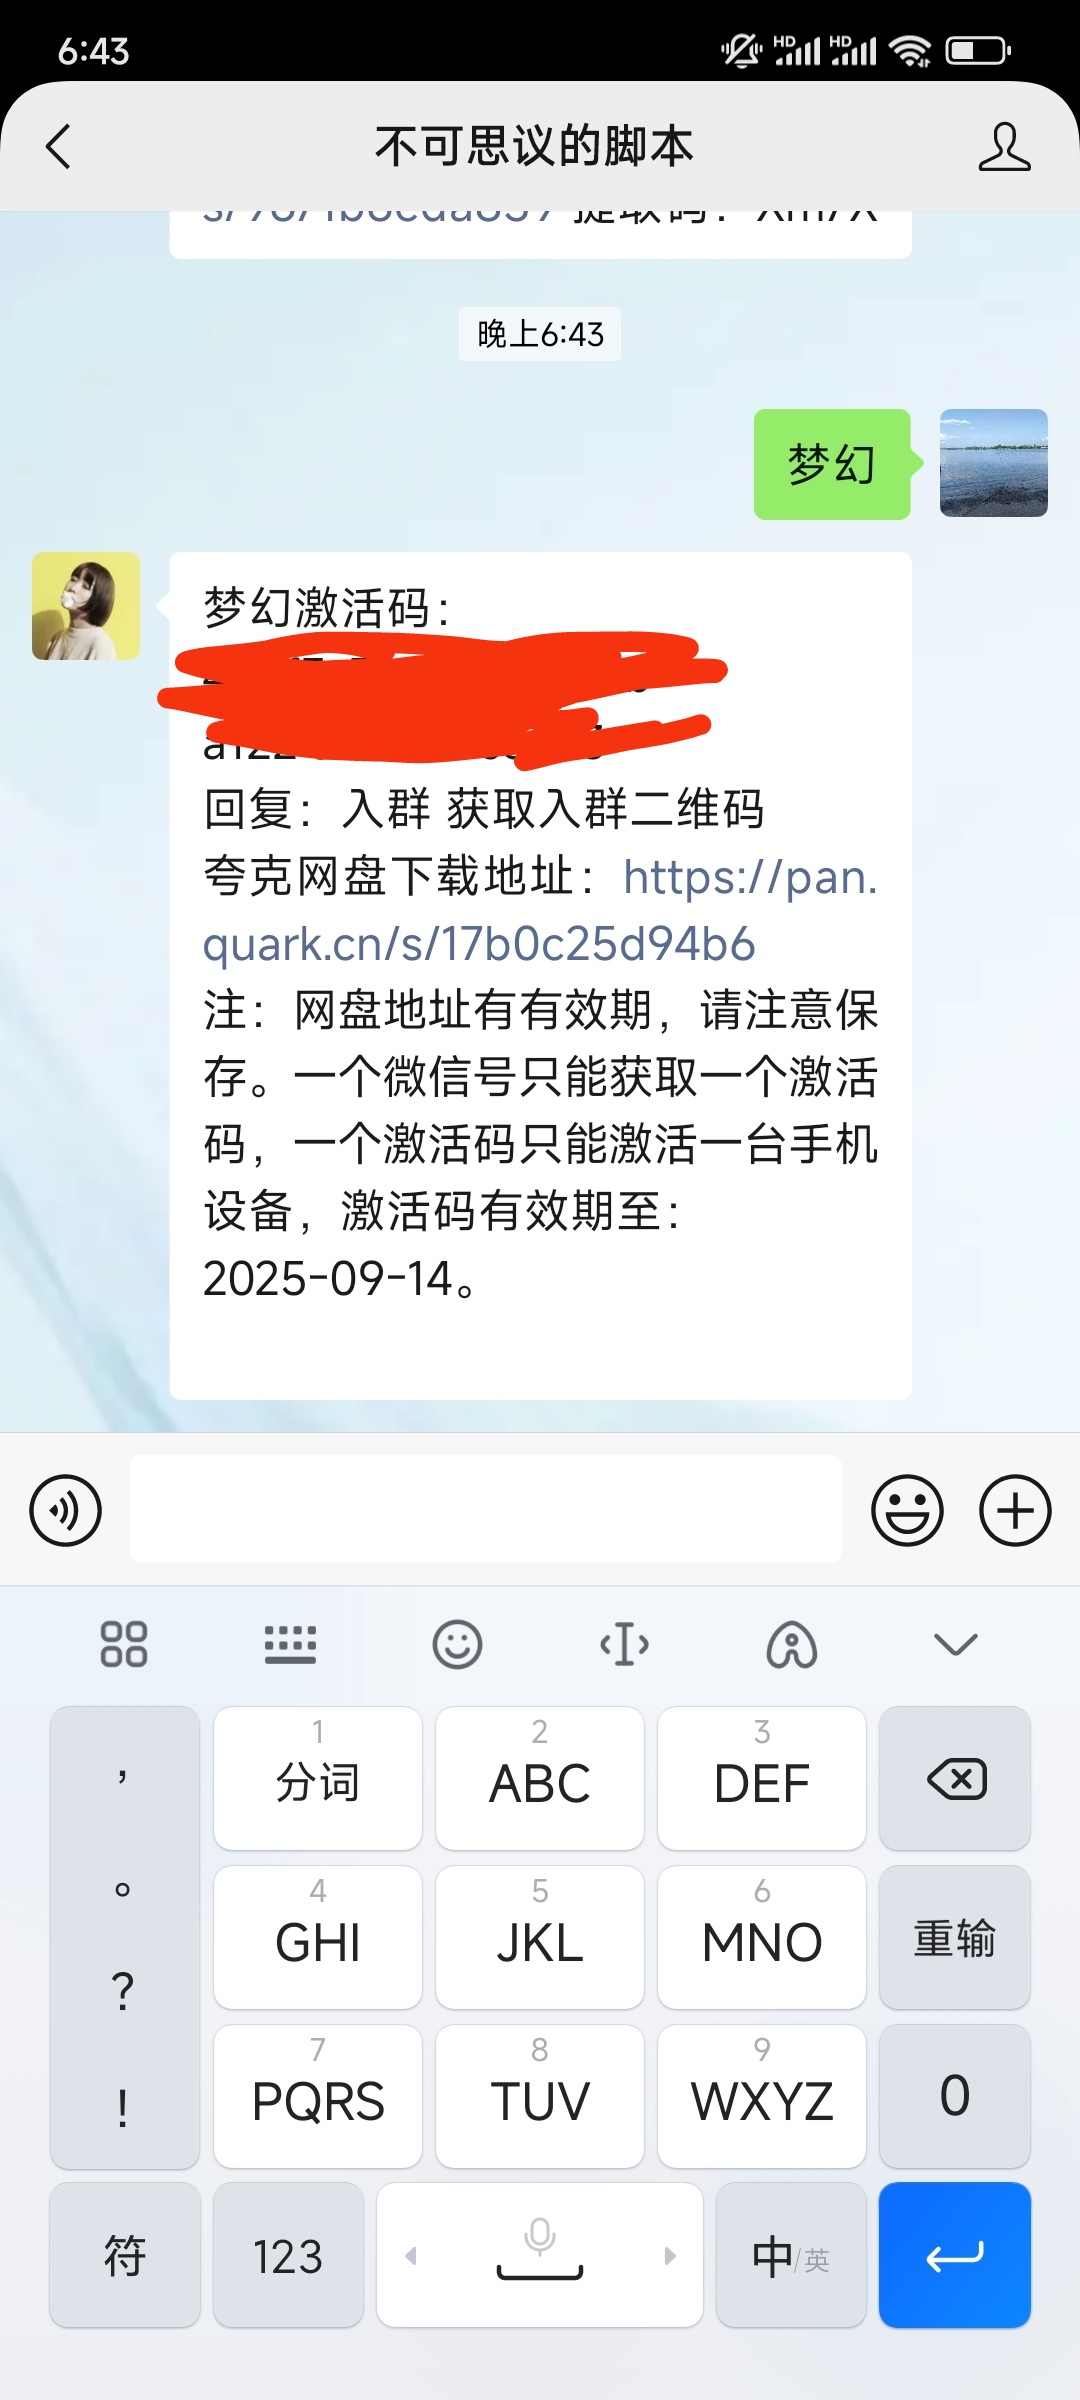 6:43
HD HD
不可思议的脚本
晚上6:43
梦幻
梦幻激活码：
回复：入群 获取入群二维码
夸克网盘下载地址：https://pan.
quark.cn/s/17b0c25d94b6
注：网盘地址有有效期，请注意保
存。一个微信号只能获取一个激活
码，一个激活码只能激活一台手机
设备，激活码有效期至：
2025-09-14。
，
。
？
！
1
分词
2
ABC
3
DEF
4
GHI
5
JKL
6
MNO
重输
7
PQRS
8
TUV
9
WXYZ
0
符
123
中/英